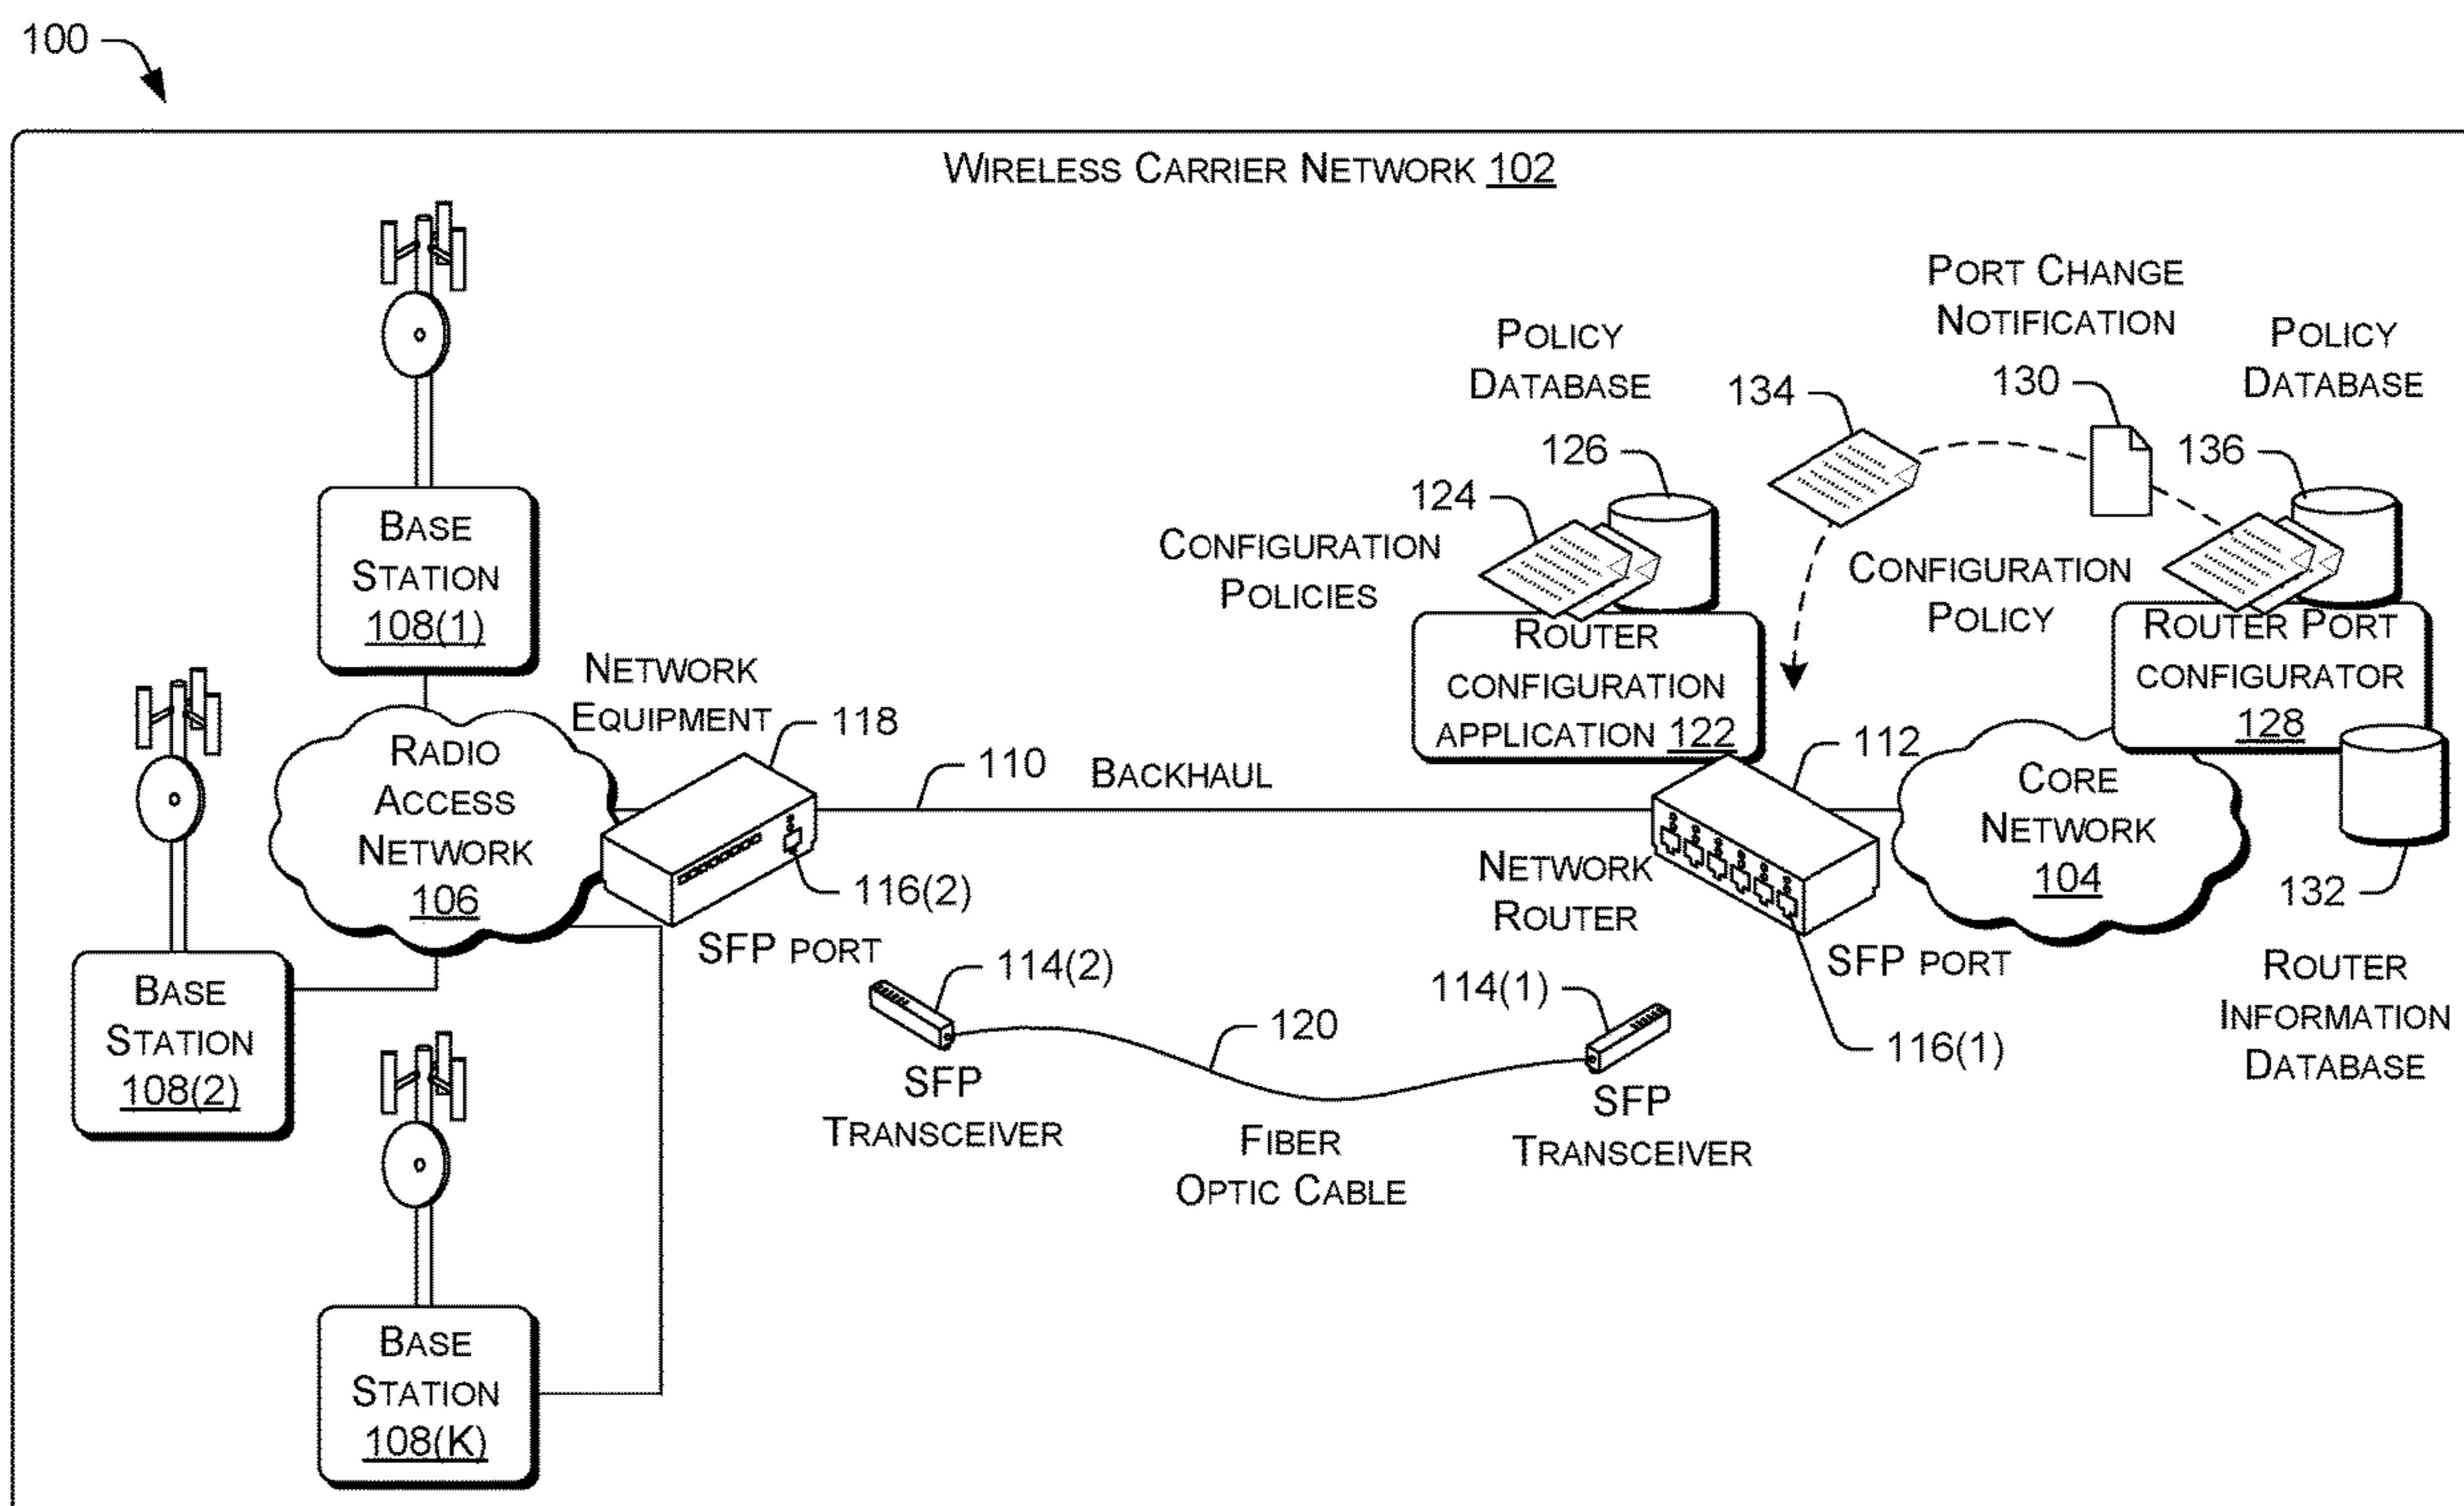 100
WIRELESS CARRIER NETWORK 102
PORT CHANGE
NOTIFICATION
130
POLICY
DATABASE
126
134
POLICY
DATABASE
136
124
CONFIGURATION
POLICIES
CONFIGURATION
POLICY
ROUTER
CONFIGURATION
APPLICATION 122
ROUTER PORT
CONFIGURATOR
128
BASE
STATION
108(1)
NETWORK
EQUIPMENT
118
RADIO
ACCESS
NETWORK
106
110
BACKHAUL
112
CORE
NETWORK
104
132
ROUTER
INFORMATION
DATABASE
116(2)
SFP PORT
NETWORK
ROUTER
SFP PORT
116(1)
BASE
STATION
108(2)
114(2)
SFP
TRANSCEIVER
120
FIBER
OPTIC CABLE
114(1)
SFP
TRANSCEIVER
BASE
STATION
108(K)